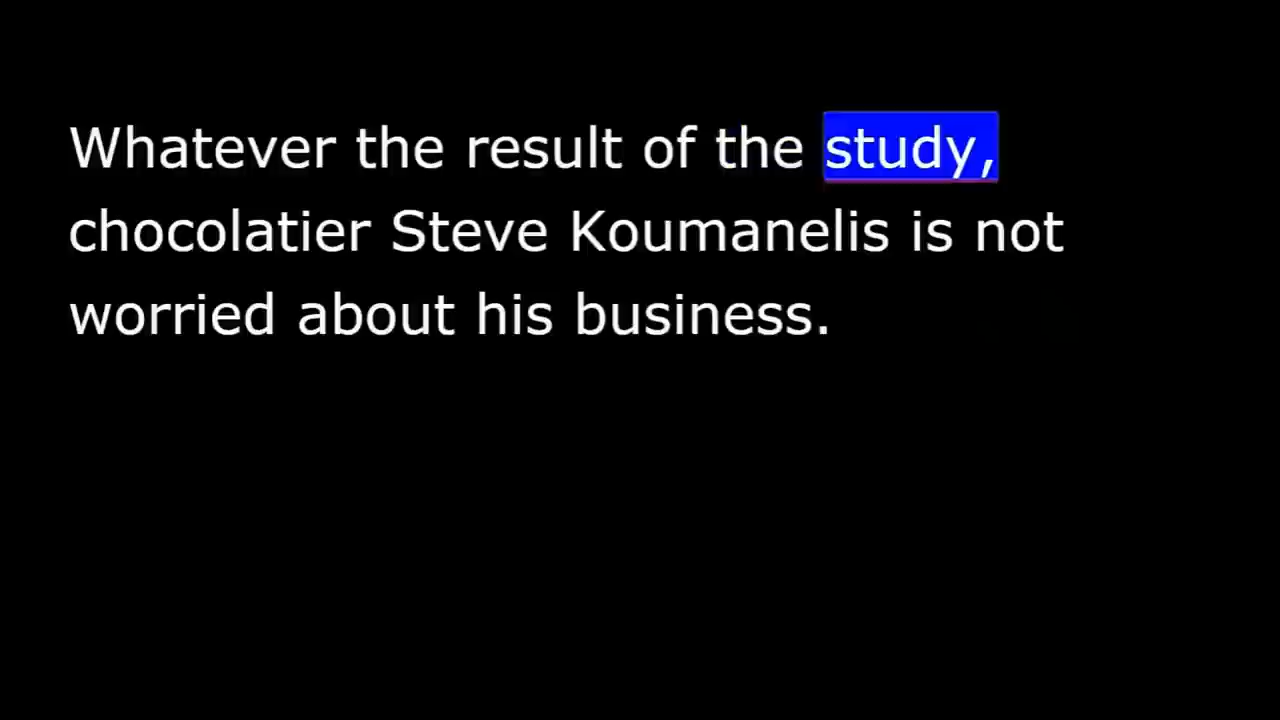 Whatever the result of the study,
chocolatier Steve Koumanelis is not
worried about his business.